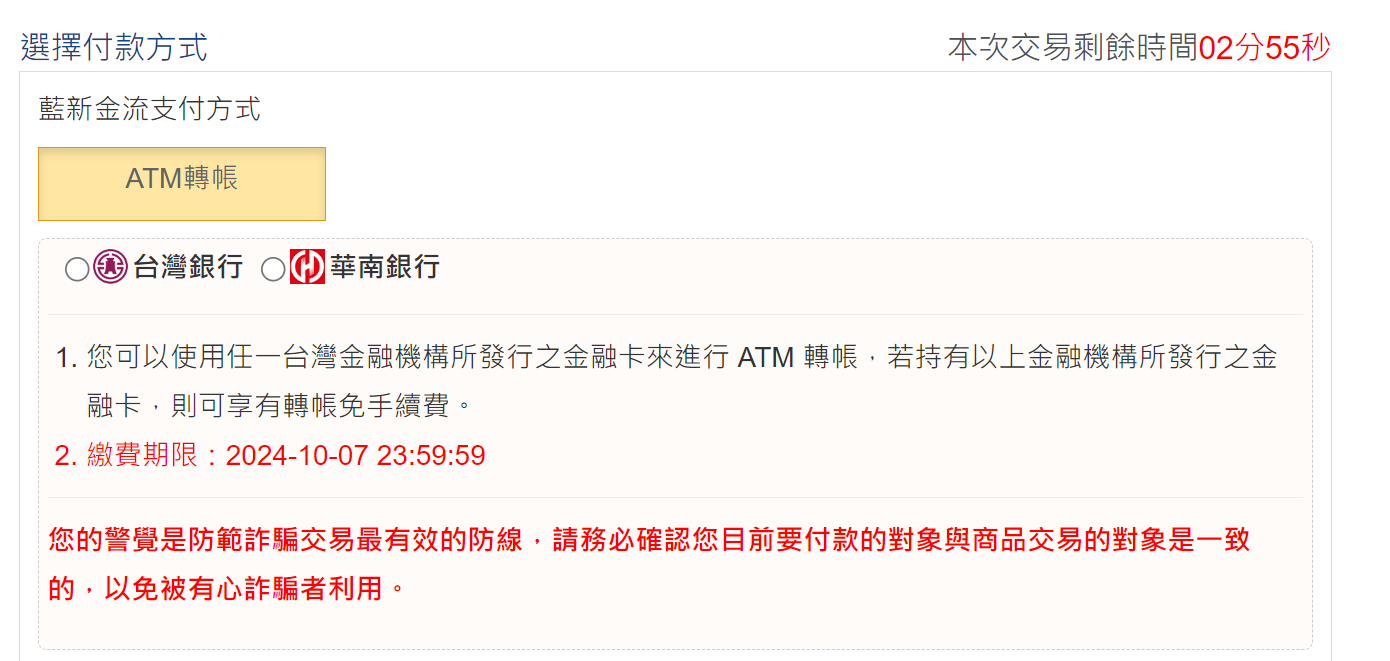 選擇付款方式 本次交易剩餘時間02分55秒
藍新金流支付方式
ATM轉帳
台灣銀行 華南銀行
1. 您可以使用任一台灣金融機構所發行之金融卡來進行 ATM 轉帳，若持有以上金融機構所發行之金
融卡，則可享有轉帳免手續費。
2. 繳費期限：2024-10-07 23:59:59
您的警覺是防範詐騙交易最有效的防線，請務必確認您目前要付款的對象與商品交易的對象是一致
的，以免被有心詐騙者利用。